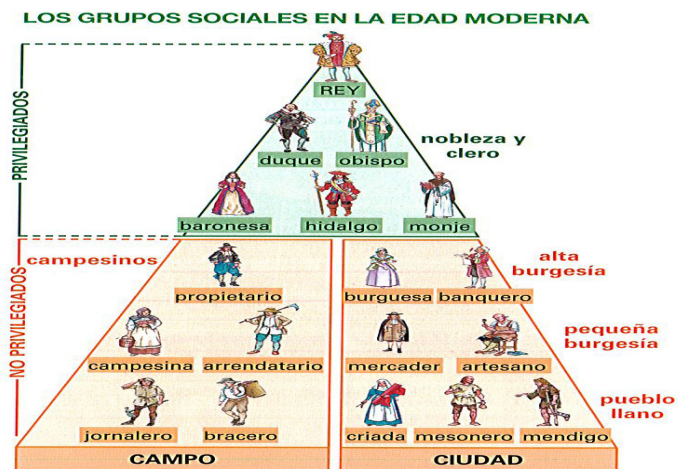 LOS GRUPOS SOCIALES EN LA EDAD MODERNA
PRIVILEGIADOS
REY
duque obispo
nobleza y
clero
baronesa hidalgo monje
NO PRIVILEGIADOS
campesinos
propietario
burguesa banquero
alta
burgesía
campesina arrendatario
mercader artesano
pequeña
burgesía
jornalero bracero
criada mesonero mendigo
pueblo
llano
CAMPO
CIUDAD